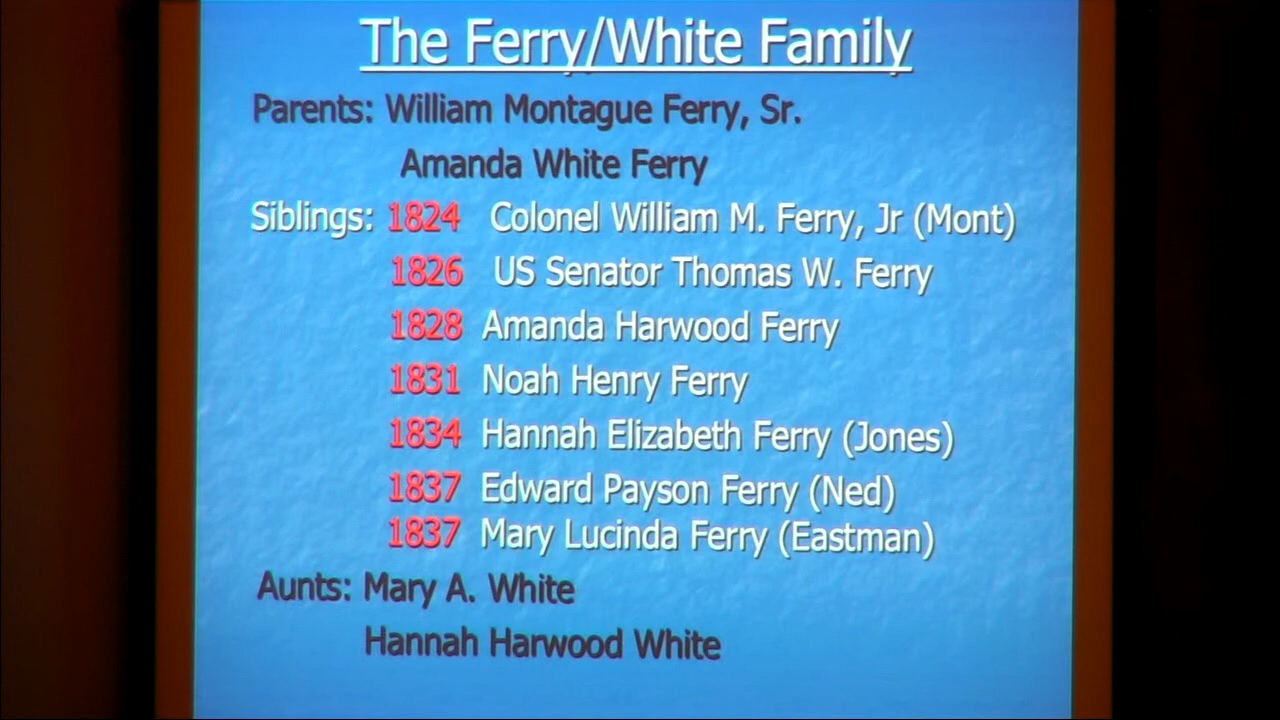 The Ferry/White Family
Parents: William Montague Ferry, Sr.
Amanda White Ferry
Siblings: 1824 Colonel William M. Ferry, Jr (Mont)
1826 US Senator Thomas W. Ferry
1828 Amanda Harwood Ferry
1831 Noah Henry Ferry
1834 Hannah Elizabeth Ferry (Jones)
1837 Edward Payson Ferry (Ned)
1837 Mary Lucinda Ferry (Eastman)
Aunts: Mary A. White
Hannah Harwood White